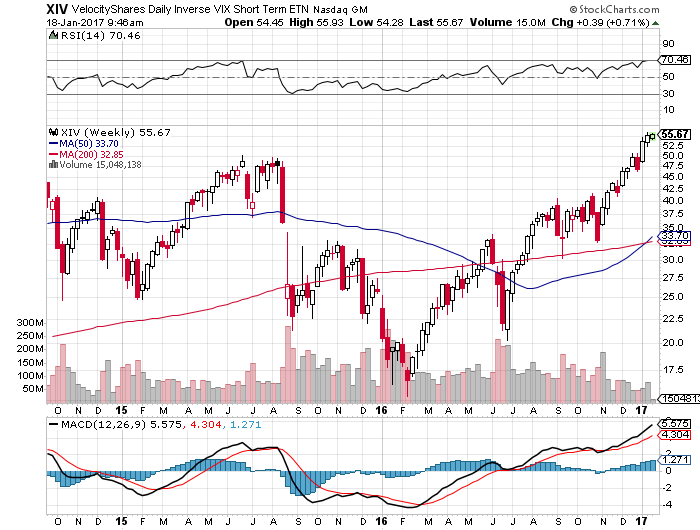 XIV VelocityShares Daily Inverse VIX Short Term ETN Nasdaq GM © StockCharts.com
18-Jan-2017 9:46am Open 54.45 High 55.93 Low 54.28 Last 55.67 Volume 15.0M Chg +0.39 (+0.71%)
RSI(14) 70.46
90
70.46
50
30
10
XIV (Weekly) 55.67
MA(50) 33.70
MA(200) 32.85
Volume 15,048,138
55.67
52.5
50.0
47.5
45.0
42.5
40.0
37.5
35.0
33.70
30.0
27.5
25.0
22.5
20.0
17.5
1504813
300M
250M
200M
150M
100M
50M
O N D 15 F M A M J J A S O N D 16 F M A M J J A S O N D 17
MACD(12,26,9) 5.575, 4.304, 1.271
5.575
4.304
2
1.271
0
-2
-4
O N D 15 F M A M J J A S O N D 16 F M A M J J A S O N D 17